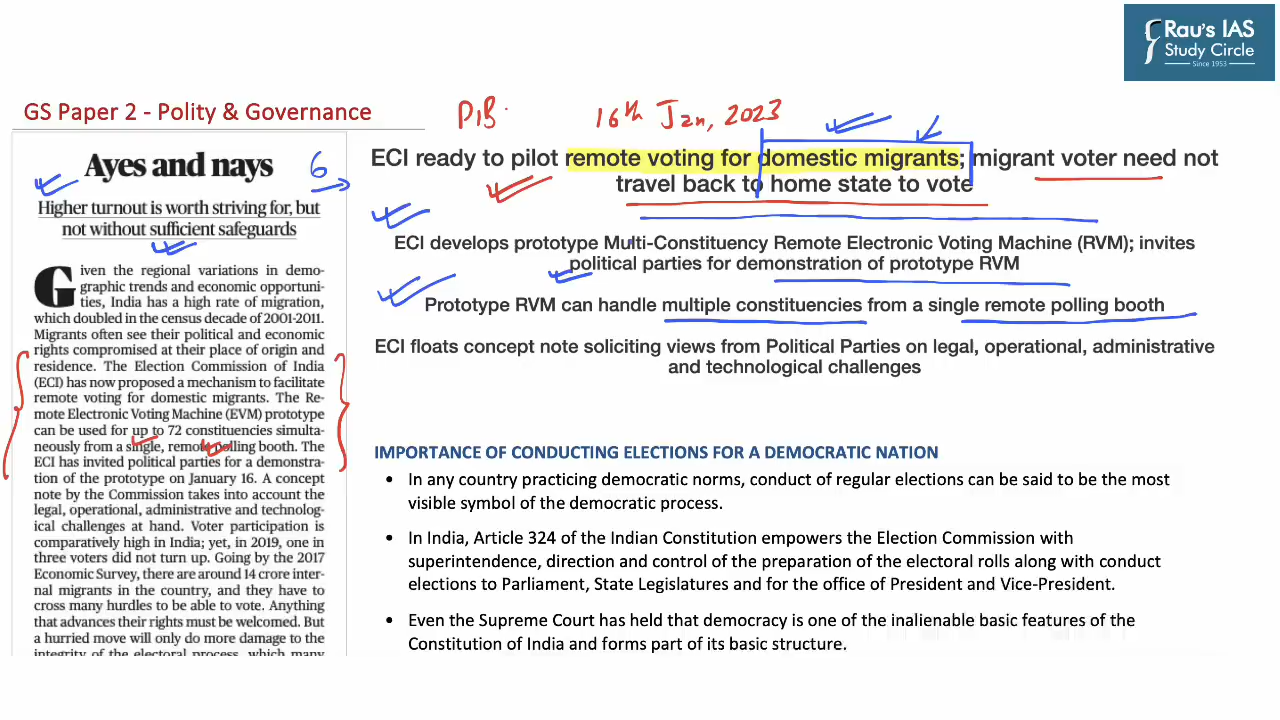 Rau's IAS
Study Circle
Since 1953
GS Paper 2 - Polity & Governance
PIB
16th Jan, 2023
Ayes and nays
6
Higher turnout is worth striving for, but
not without sufficient safeguards
Given the regional variations in demo-
graphic trends and economic opportuni-
ties, India has a high rate of migration,
which doubled in the census decade of 2001-2011.
Migrants often see their political and economic
rights compromised at their place of origin and
residence. The Election Commission of India
(ECI) has now proposed a mechanism to facilitate
remote voting for domestic migrants. The Re-
mote Electronic Voting Machine (EVM) prototype
can be used for up to 72 constituencies simulta-
neously from a single, remote polling booth. The
ECI has invited political parties for a demonstra-
tion of the prototype on January 16. A concept
note by the Commission takes into account the
legal, operational, administrative and technolog-
ical challenges at hand. Voter participation is
comparatively high in India; yet, in 2019, one in
three voters did not turn up. Going by the 2017
Economic Survey, there are around 14 crore inter-
nal migrants in the country, and they have to
cross many hurdles to be able to vote. Anything
that advances their rights must be welcomed. But
a hurried move will only do more damage to the
integrity of the electoral process, which many
ECI ready to pilot remote voting for domestic migrants; migrant voter need not
travel back to home state to vote
ECI develops prototype Multi-Constituency Remote Electronic Voting Machine (RVM); invites
political parties for demonstration of prototype RVM
Prototype RVM can handle multiple constituencies from a single remote polling booth
ECI floats concept note soliciting views from Political Parties on legal, operational, administrative
and technological challenges
IMPORTANCE OF CONDUCTING ELECTIONS FOR A DEMOCRATIC NATION
• In any country practicing democratic norms, conduct of regular elections can be said to be the most
visible symbol of the democratic process.
• In India, Article 324 of the Indian Constitution empowers the Election Commission with
superintendence, direction and control of the preparation of the electoral rolls along with conduct
elections to Parliament, State Legislatures and for the office of President and Vice-President.
• Even the Supreme Court has held that democracy is one of the inalienable basic features of the
Constitution of India and forms part of its basic structure.